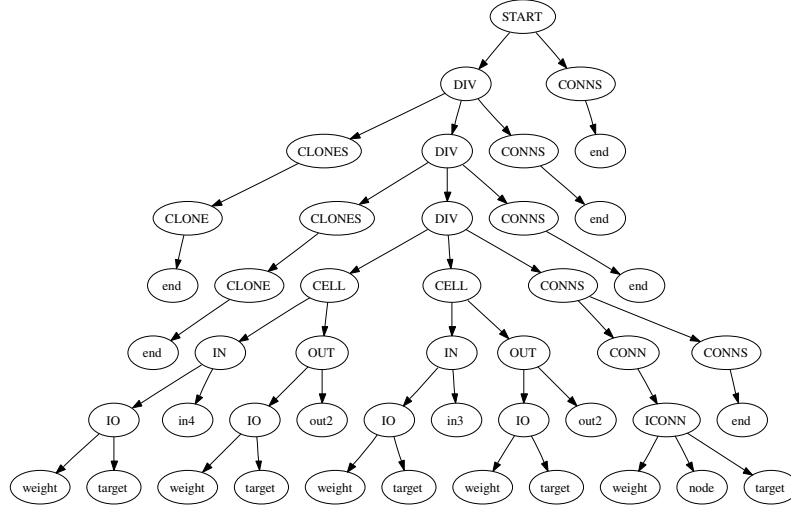 START
DIV CONNS
CLONES DIV CONNS end
CLONE CLONES DIV CONNS end
end CLONE CELL CELL CONNS end
end IN OUT IN OUT CONN CONNS
IO in4 IO out2 IO in3 IO out2 ICONN end
weight target weight target weight target weight target weight node target